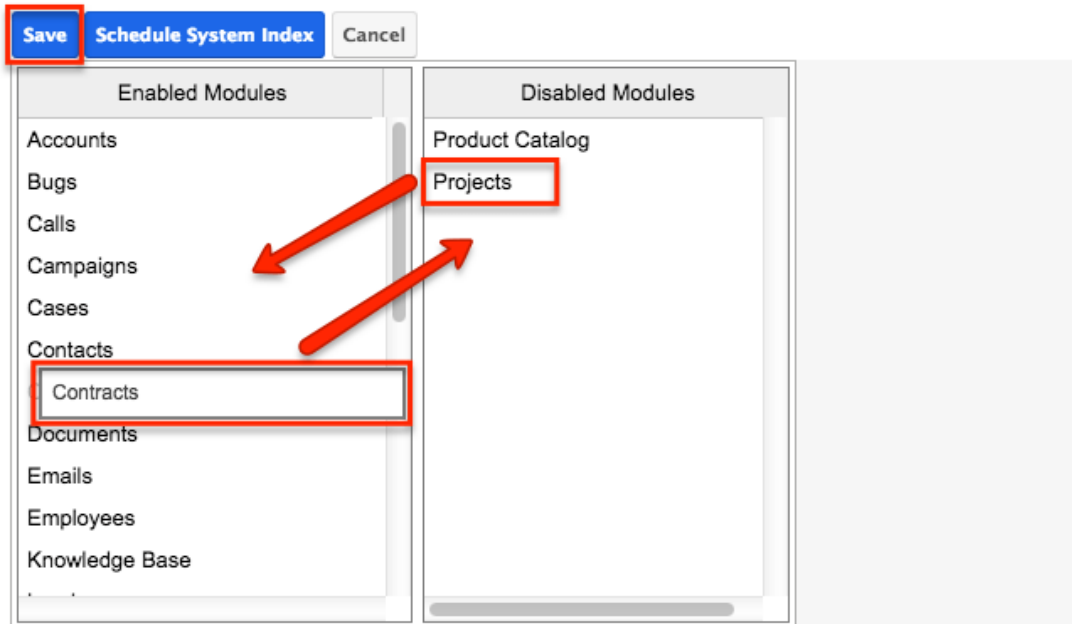 Save Schedule System Index Cancel
Enabled Modules Disabled Modules
Accounts Product Catalog
Bugs Projects
Calls
Campaigns
Cases
Contacts
Contracts
Documents
Emails
Employees
Knowledge Base